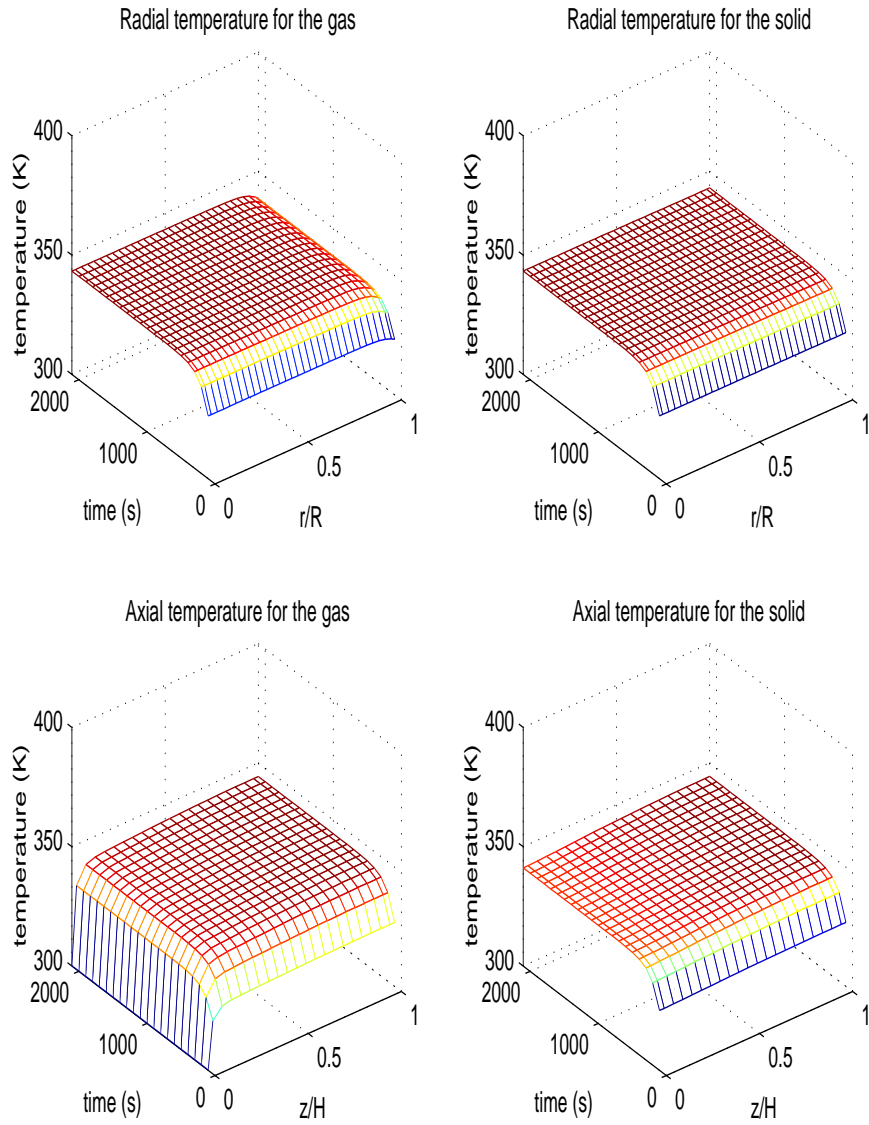 Radial temperature for the gas
400
350
300
temperature (K)
2000
1000
0
time (s)
0
0.5
1
r/R
Radial temperature for the solid
400
350
300
temperature (K)
2000
1000
0
time (s)
0
0.5
1
r/R
Axial temperature for the gas
400
350
300
temperature (K)
2000
1000
0
time (s)
0
0.5
1
z/H
Axial temperature for the solid
400
350
300
temperature (K)
2000
1000
0
time (s)
0
0.5
1
z/H